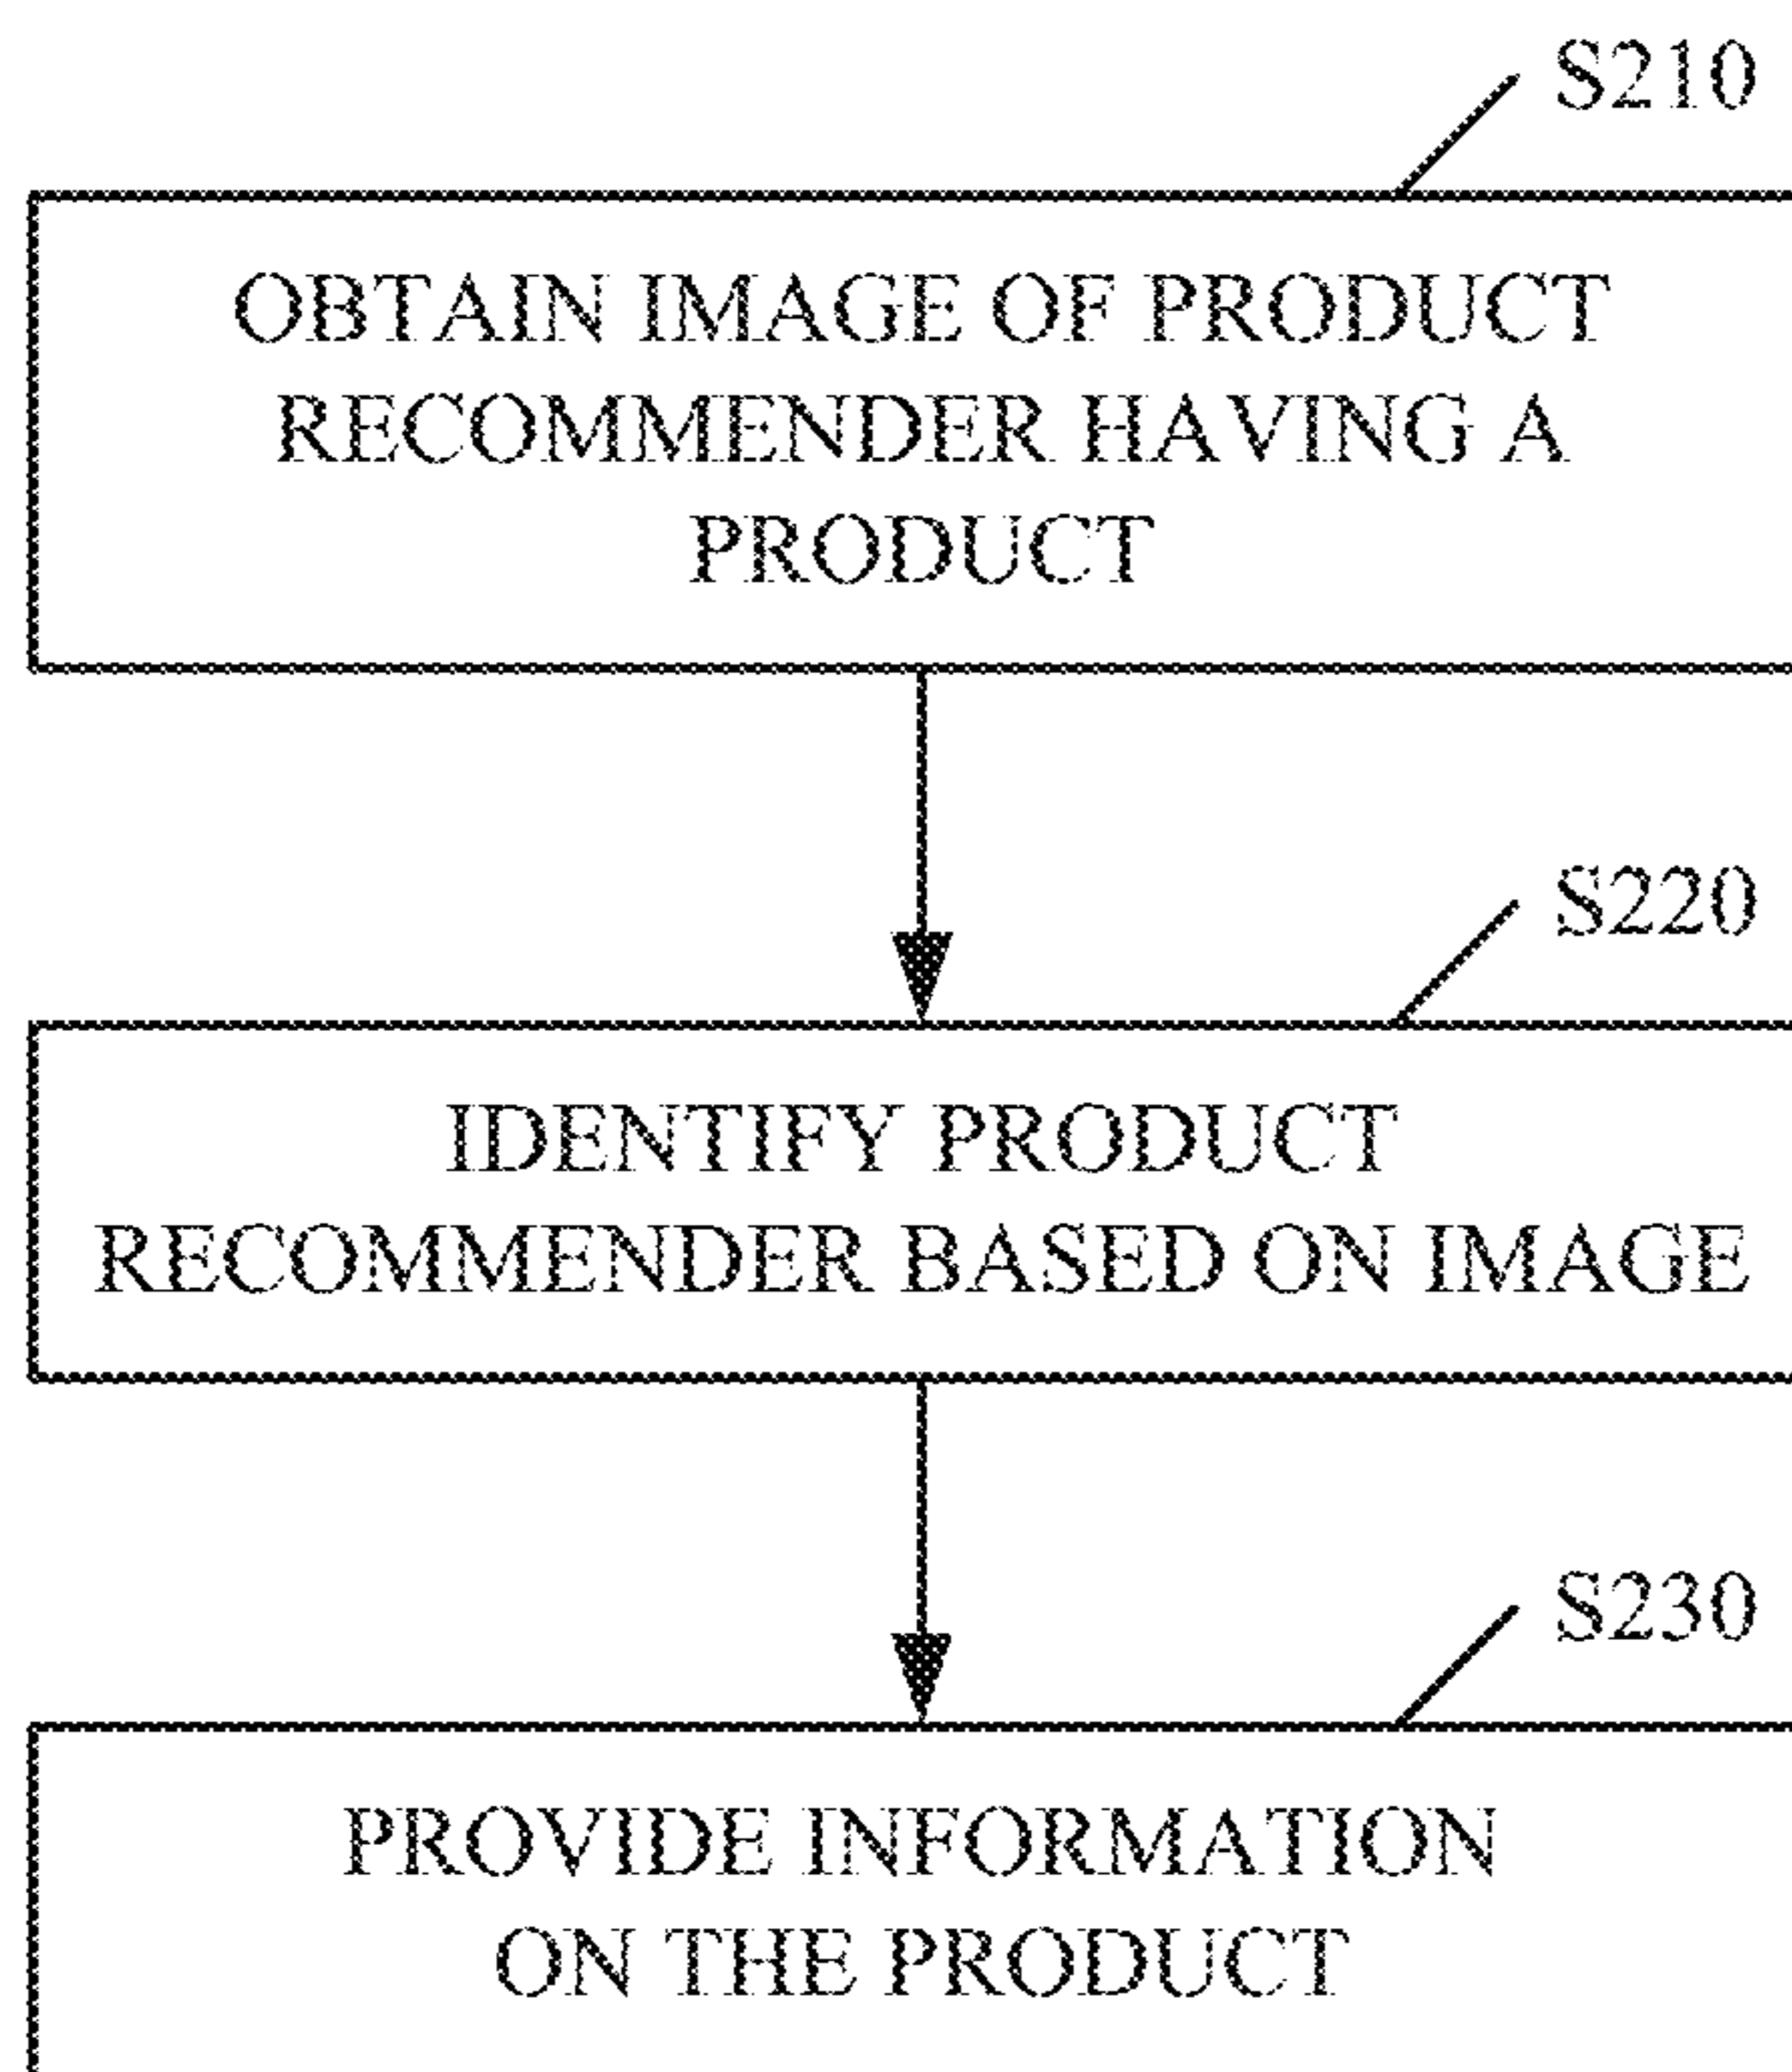 S210
OBTAIN IMAGE OF PRODUCT
RECOMMENDER HAVING A
PRODUCT
S220
IDENTIFY PRODUCT
RECOMMENDER BASED ON IMAGE
S230
PROVIDE INFORMATION
ON THE PRODUCT